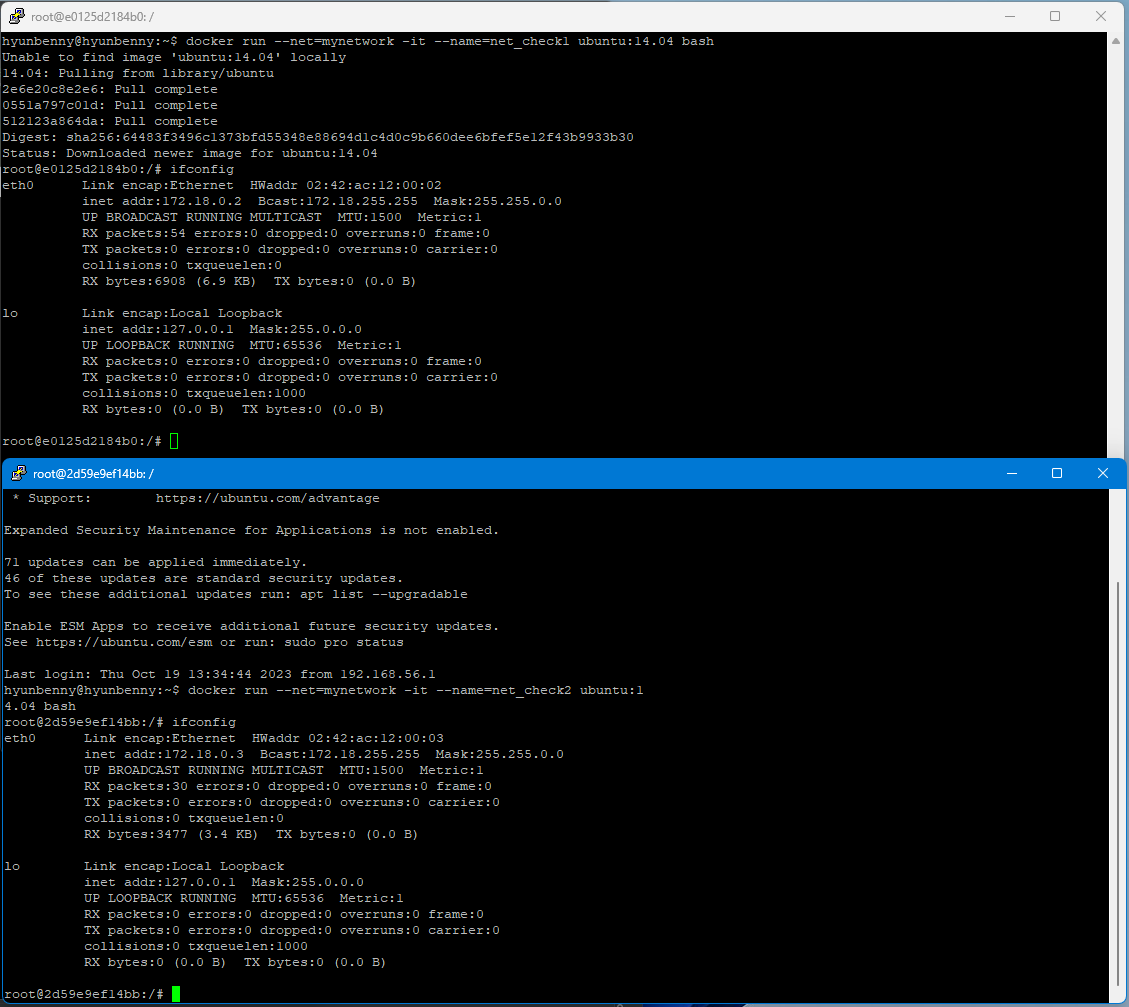 root@e0125d2184b0: /
hyunbenny@hyunbenny:~$ docker run --net=mynetwork -it --name=net_check1 ubuntu:14.04 bash
Unable to find image 'ubuntu:14.04' locally
14.04: Pulling from library/ubuntu
2e6e20c8e2e6: Pull complete
0551a797c01d: Pull complete
512123a864da: Pull complete
Digest: sha256:64483f3496c1373bfd55348e88694d1c4d0c9b660dee6bfef5e12f43b9933b30
Status: Downloaded newer image for ubuntu:14.04
root@e0125d2184b0:/# ifconfig
eth0      Link encap:Ethernet  HWaddr 02:42:ac:12:00:02
          inet addr:172.18.0.2  Bcast:172.18.255.255  Mask:255.255.0.0
          UP BROADCAST RUNNING MULTICAST  MTU:1500  Metric:1
          RX packets:54 errors:0 dropped:0 overruns:0 frame:0
          TX packets:0 errors:0 dropped:0 overruns:0 carrier:0
          collisions:0 txqueuelen:0
          RX bytes:6908 (6.9 KB)  TX bytes:0 (0.0 B)
lo        Link encap:Local Loopback
          inet addr:127.0.0.1  Mask:255.0.0.0
          UP LOOPBACK RUNNING  MTU:65536  Metric:1
          RX packets:0 errors:0 dropped:0 overruns:0 frame:0
          TX packets:0 errors:0 dropped:0 overruns:0 carrier:0
          collisions:0 txqueuelen:1000
          RX bytes:0 (0.0 B)  TX bytes:0 (0.0 B)
root@e0125d2184b0:/#
root@2d59e9ef14bb: /
 * Support:        https://ubuntu.com/advantage
Expanded Security Maintenance for Applications is not enabled.
71 updates can be applied immediately.
46 of these updates are standard security updates.
To see these additional updates run: apt list --upgradable
Enable ESM Apps to receive additional future security updates.
See https://ubuntu.com/esm or run: sudo pro status
Last login: Thu Oct 19 13:34:44 2023 from 192.168.56.1
hyunbenny@hyunbenny:~$ docker run --net=mynetwork -it --name=net_check2 ubuntu:1
4.04 bash
root@2d59e9ef14bb:/# ifconfig
eth0      Link encap:Ethernet  HWaddr 02:42:ac:12:00:03
          inet addr:172.18.0.3  Bcast:172.18.255.255  Mask:255.255.0.0
          UP BROADCAST RUNNING MULTICAST  MTU:1500  Metric:1
          RX packets:30 errors:0 dropped:0 overruns:0 frame:0
          TX packets:0 errors:0 dropped:0 overruns:0 carrier:0
          collisions:0 txqueuelen:0
          RX bytes:3477 (3.4 KB)  TX bytes:0 (0.0 B)
lo        Link encap:Local Loopback
          inet addr:127.0.0.1  Mask:255.0.0.0
          UP LOOPBACK RUNNING  MTU:65536  Metric:1
          RX packets:0 errors:0 dropped:0 overruns:0 frame:0
          TX packets:0 errors:0 dropped:0 overruns:0 carrier:0
          collisions:0 txqueuelen:1000
          RX bytes:0 (0.0 B)  TX bytes:0 (0.0 B)
root@2d59e9ef14bb:/#